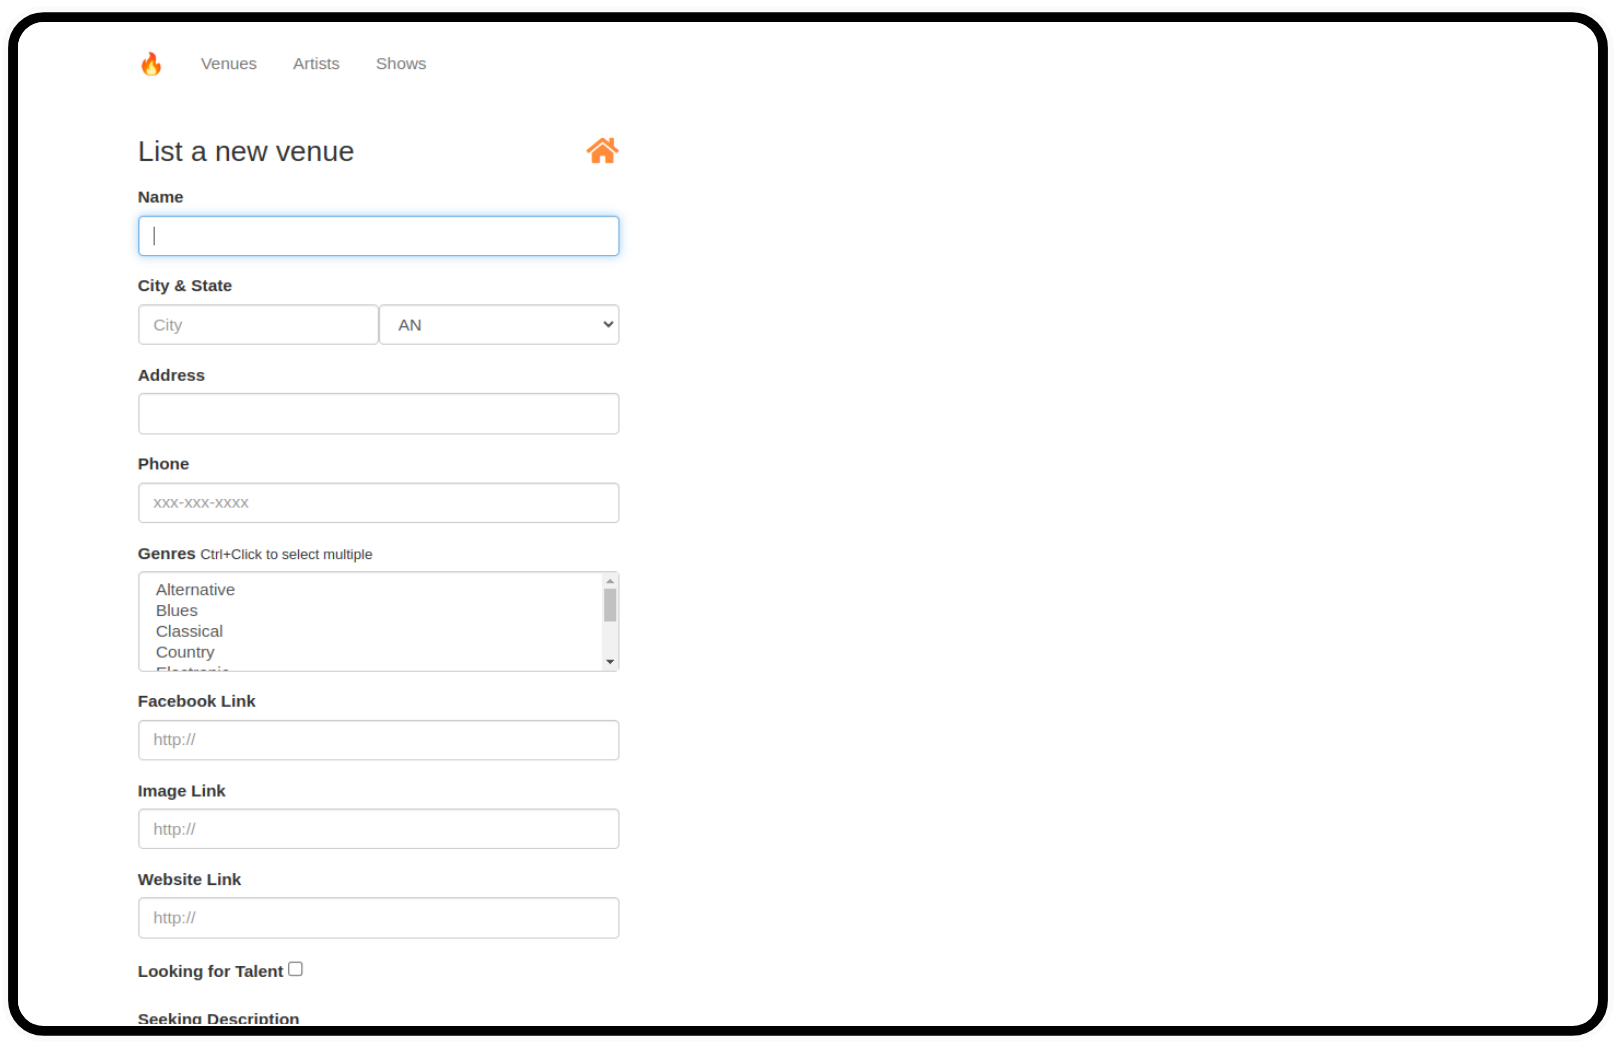 Venues Artists Shows
List a new venue
Name
City & State
City AN
Address
Phone
xxx-xxx-xxxx
Genres Ctrl+Click to select multiple
Alternative
Blues
Classical
Country
Electronic
Facebook Link
http://
Image Link
http://
Website Link
http://
Looking for Talent
Seeking Description